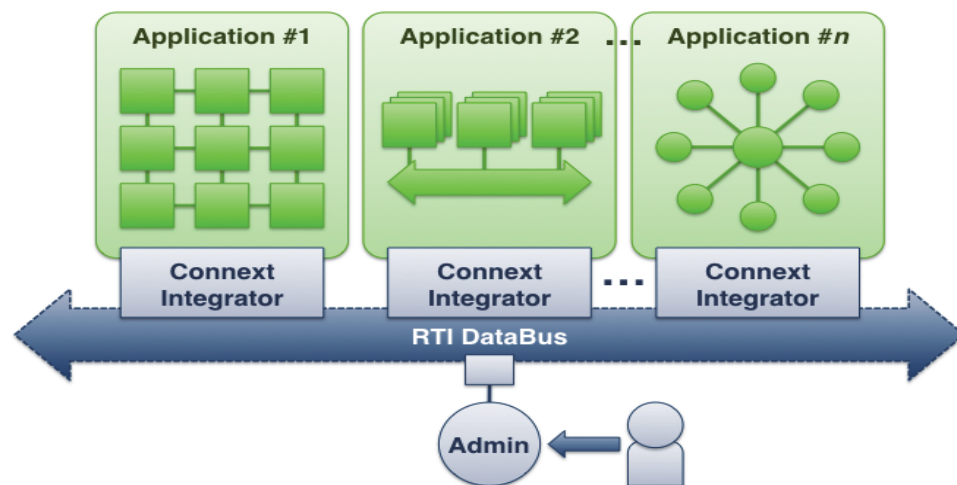 Application #1
Application #2
...
Application #n
Connext
Integrator
Connext
Integrator
...
Connext
Integrator
RTI DataBus
Admin